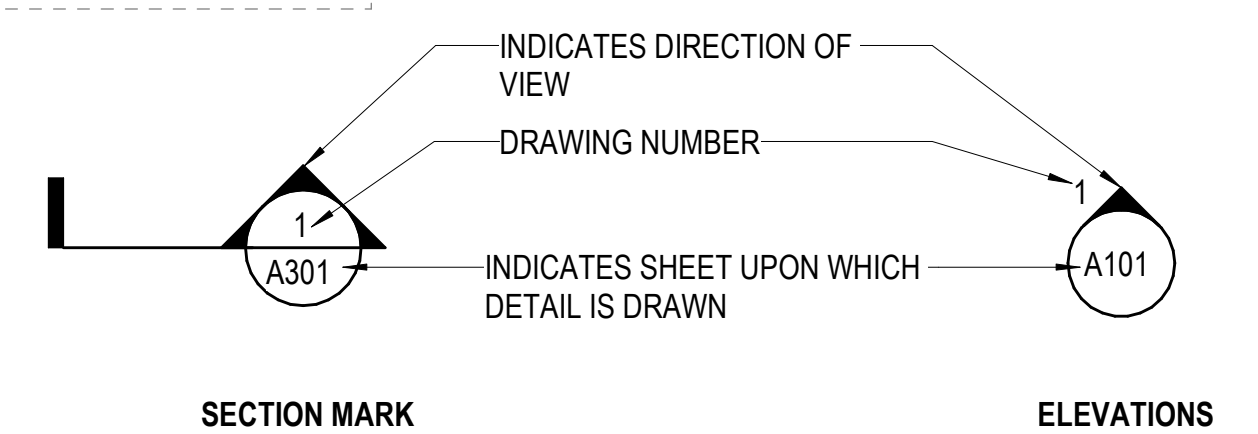 INDICATES DIRECTION OF
VIEW
DRAWING NUMBER
1
1
A301
INDICATES SHEET UPON WHICH
DETAIL IS DRAWN
A101
SECTION MARK
ELEVATIONS